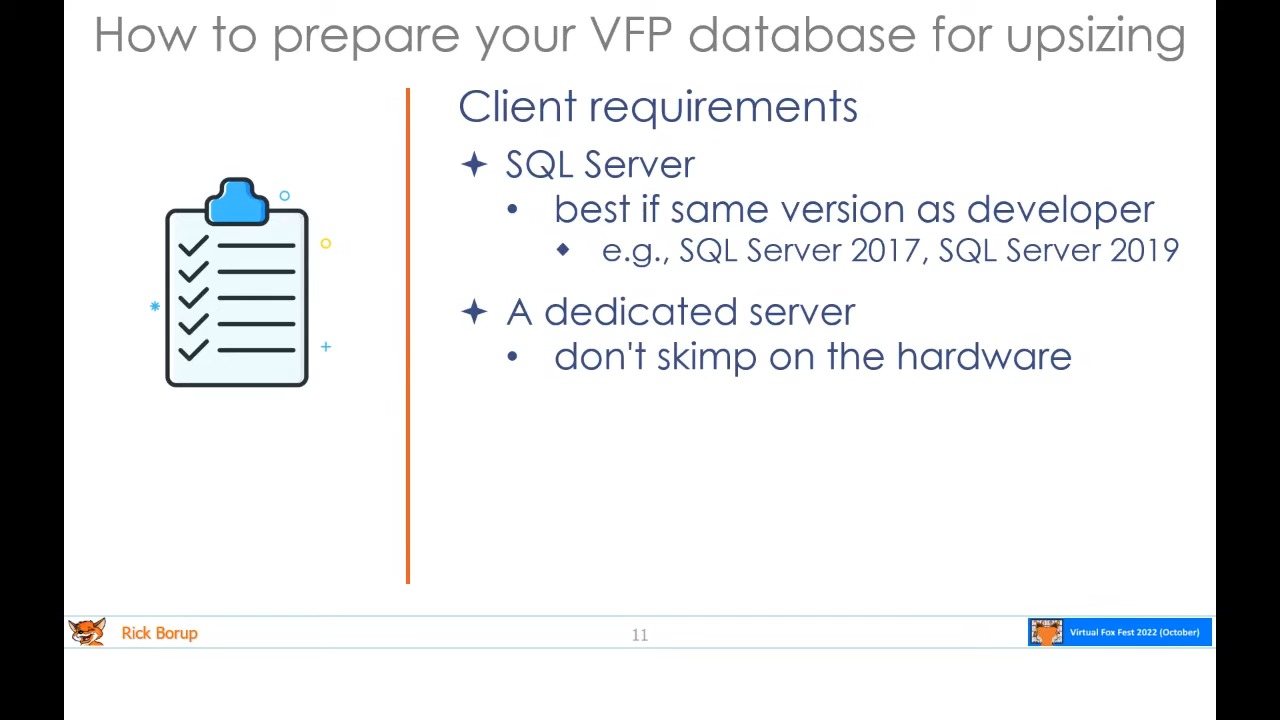 How to prepare your VFP database for upsizing
Client requirements
SQL Server
best if same version as developer
e.g., SQL Server 2017, SQL Server 2019
A dedicated server
don't skimp on the hardware
Rick Borup
11
Virtual Fox Fest 2022 (October)